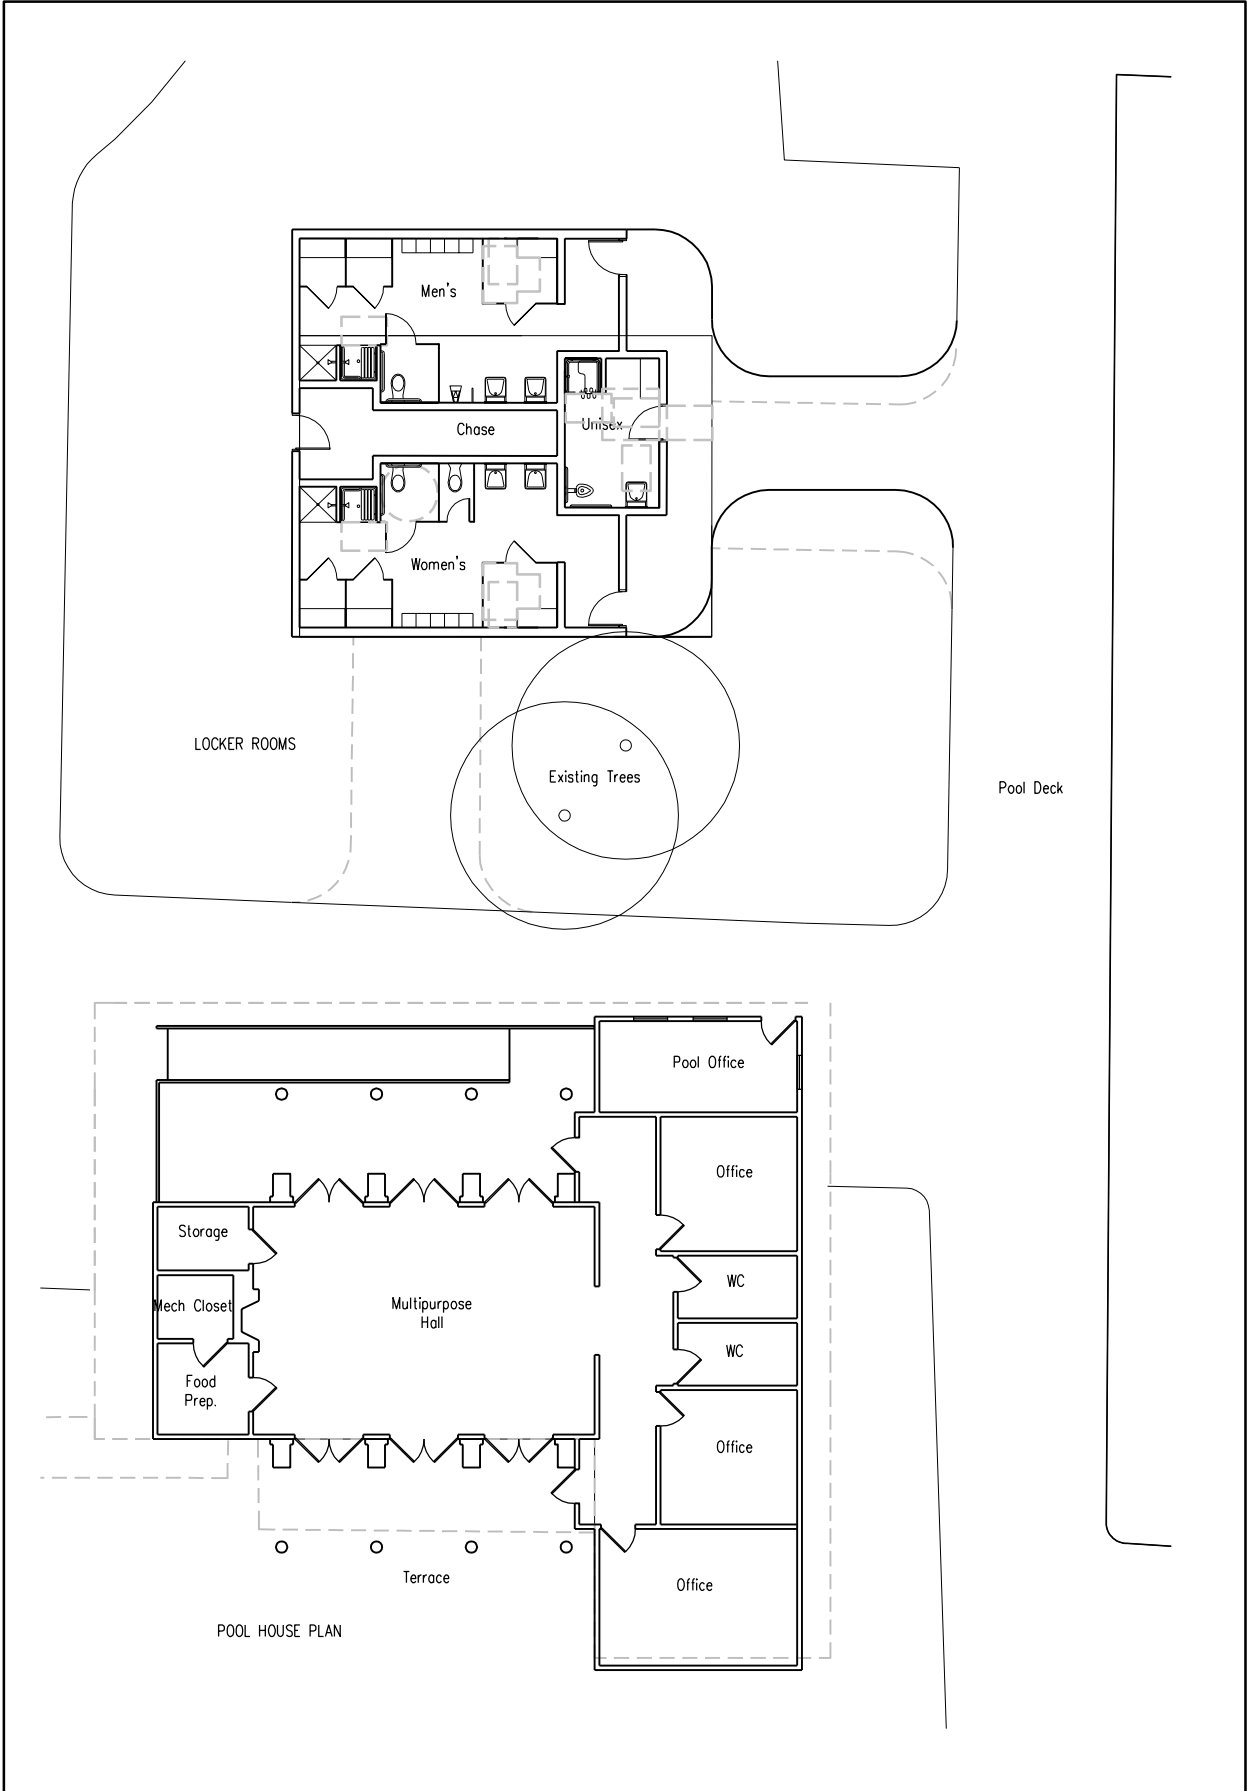 Men's
Unisex
Chase
Women's
LOCKER ROOMS
Existing Trees
Pool Deck
Pool Office
Office
Storage
WC
Mech Closet
Multipurpose
Hall
WC
Food
Prep.
Office
Terrace
Office
POOL HOUSE PLAN